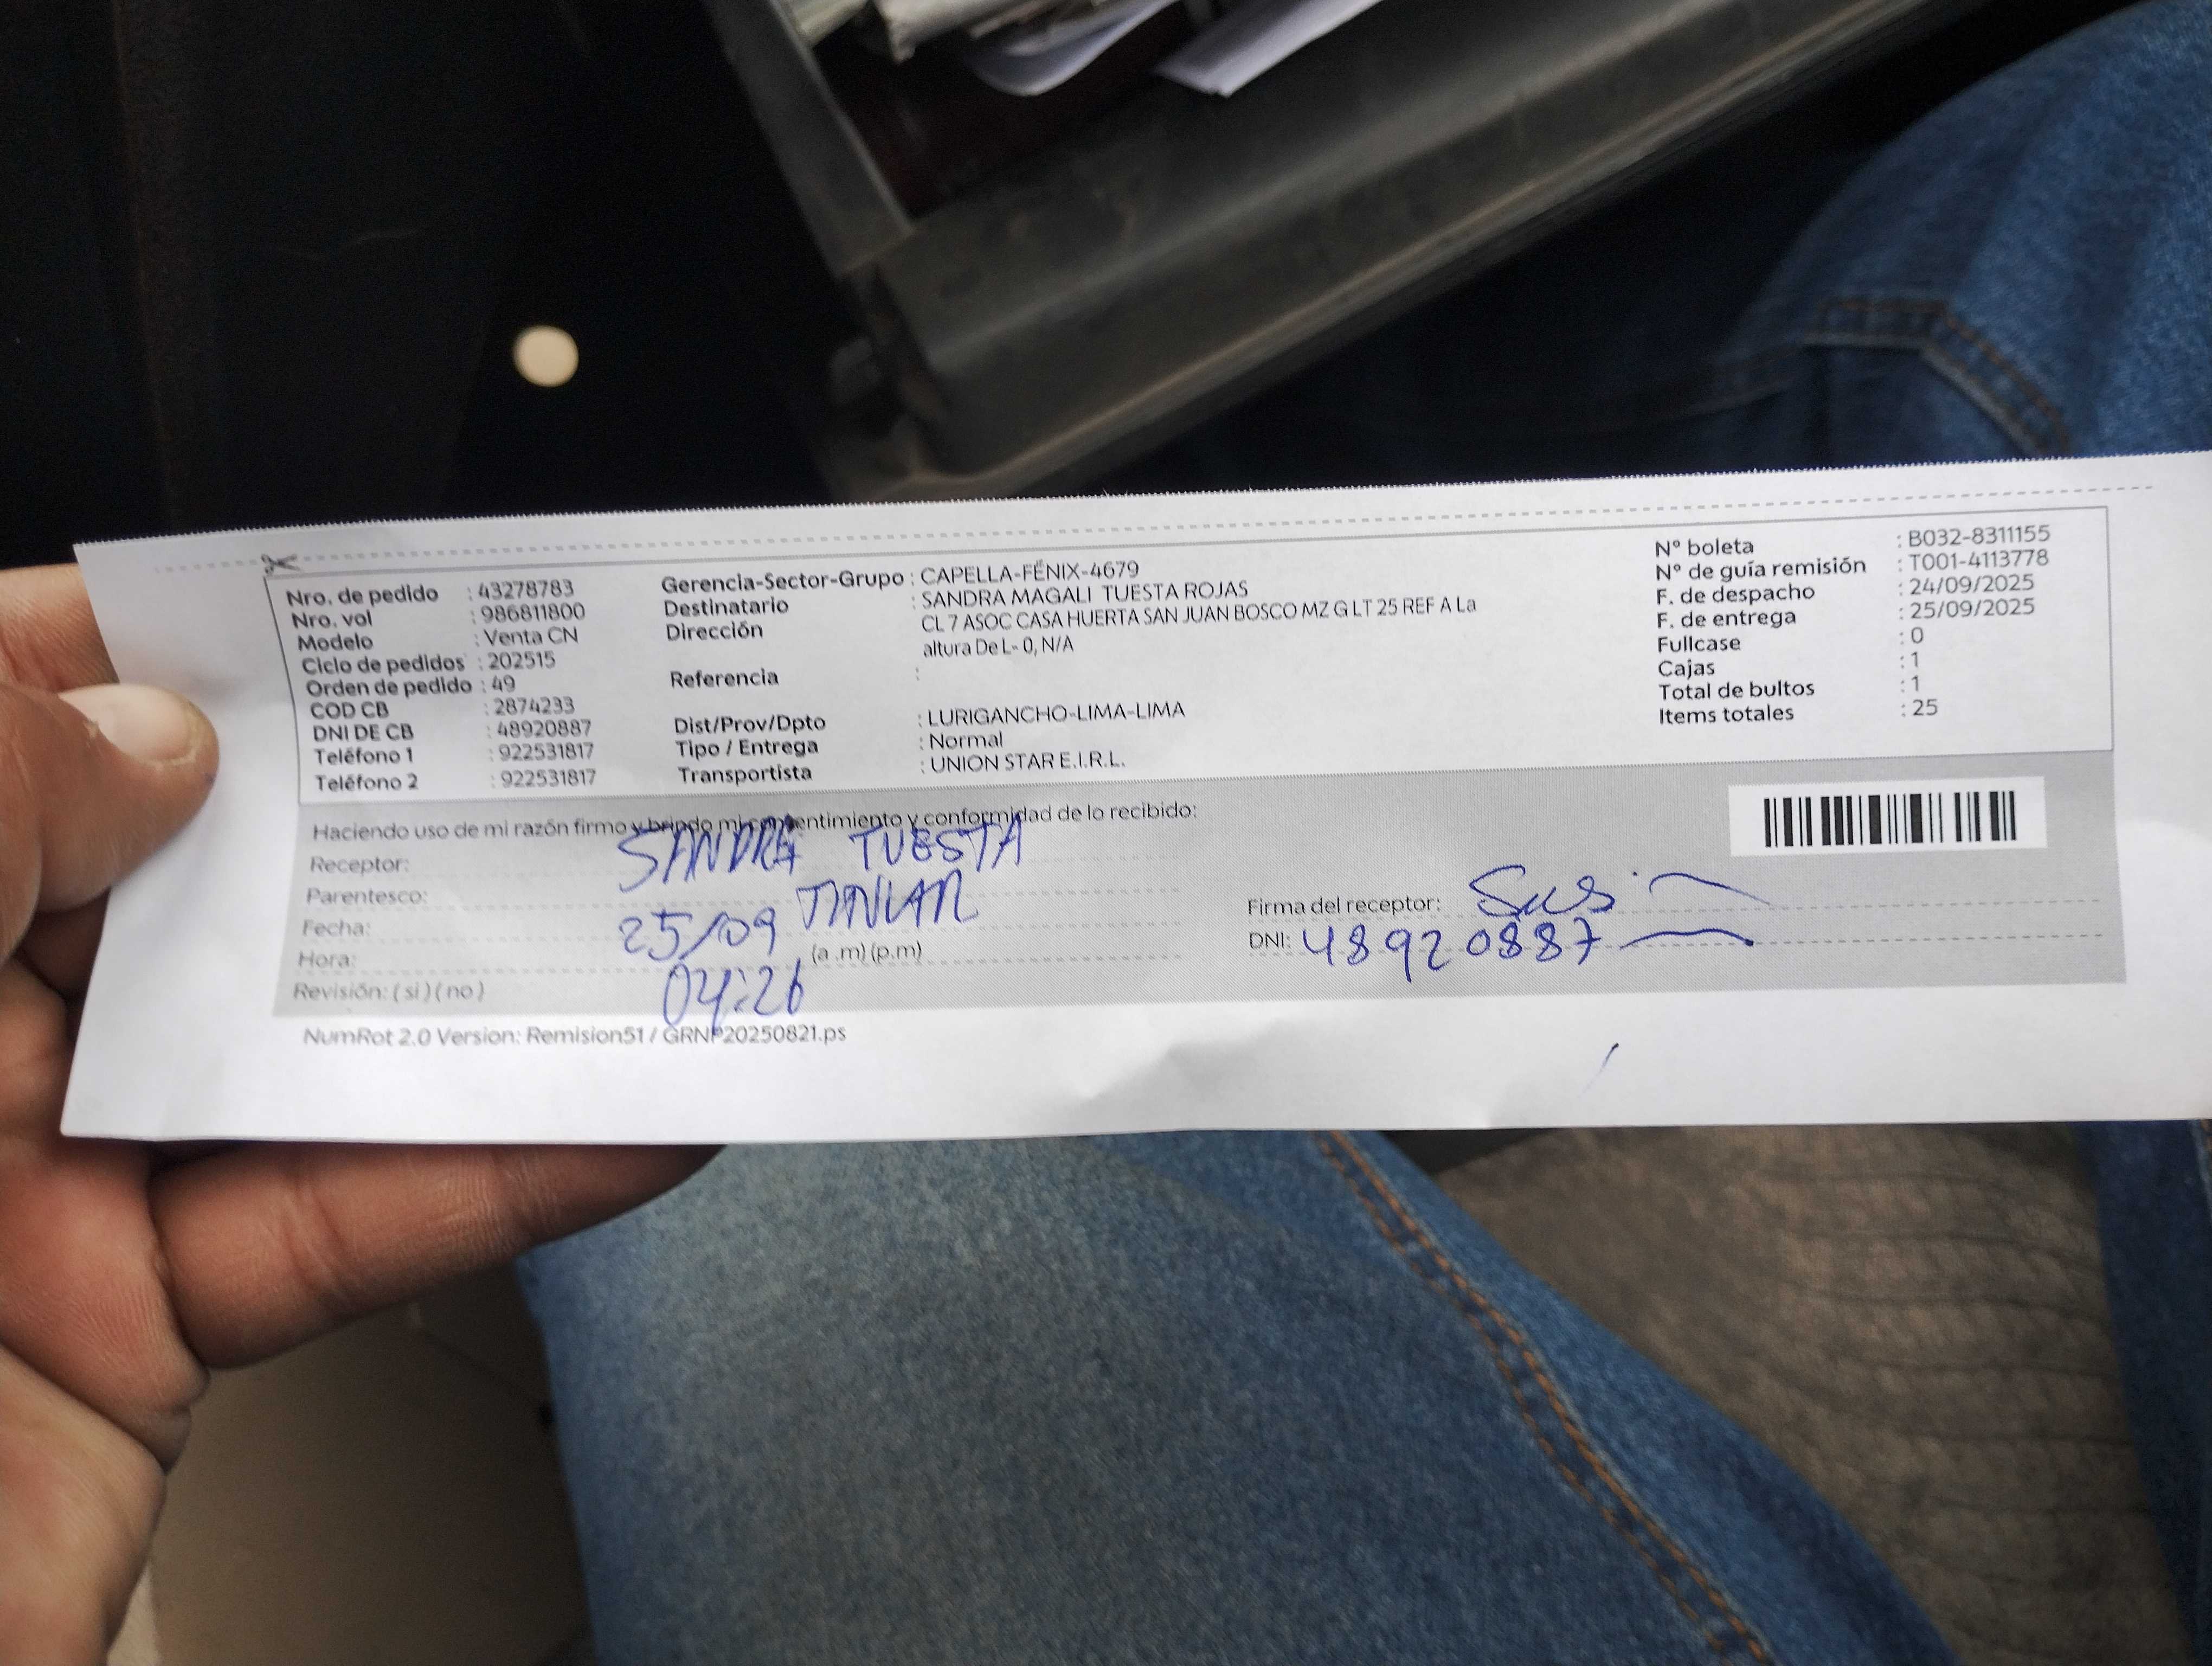 Nro. de pedido : 43278783
Nro. vol : 986811800
Modelo : Venta CN
Ciclo de pedidos : 202515
Orden de pedido : 49
COD CB : 2874233
DNI DE CB : 48920887
Teléfono 1 : 922531817
Teléfono 2 : 922531817
Gerencia-Sector-Grupo : CAPELLA-FÉNIX-4679
Destinatario : SANDRA MAGALI TUESTA ROJAS
Dirección CL 7 ASOC CASA HUERTA SAN JUAN BOSCO MZ G LT 25 REF A La
altura De L- 0, N/A
Referencia :
Dist/Prov/Dpto : LURIGANCHO-LIMA-LIMA
Tipo / Entrega : Normal
Transportista : UNION STAR E.I.R.L.
N° boleta : B032-8311155
N° de guía remisión : T001-4113778
F. de despacho : 24/09/2025
F. de entrega : 25/09/2025
Fullcase : 0
Cajas : 1
Total de bultos : 1
Items totales : 25
Haciendo uso de mi razón firmo y brindo mi consentimiento y conformidad de lo recibido:
Receptor: SANDRA TUESTA
Parentesco:
Fecha: 25/09
Hora: (a .m) (p.m)
04:26
Revisión: ( si ) ( no )
Firma del receptor:
DNI: 48920887
NumRot 2.0 Version: Remision51 / GRNP20250821.ps